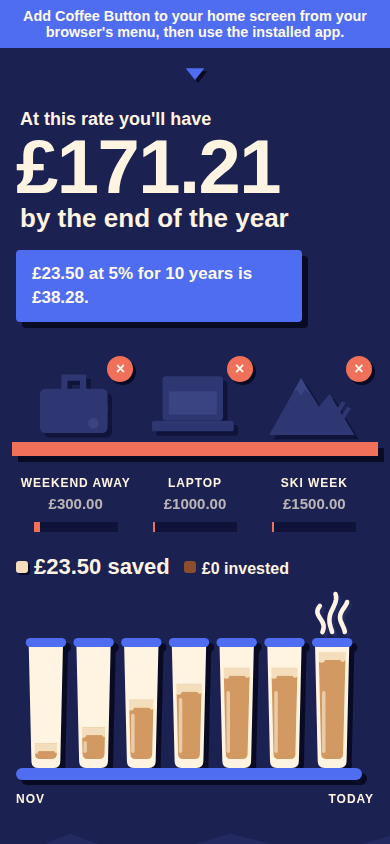 Add Coffee Button to your home screen from your
browser's menu, then use the installed app.
At this rate you'll have
£171.21
by the end of the year
£23.50 at 5% for 10 years is
£38.28.
WEEKEND AWAY LAPTOP SKI WEEK
£300.00 £1000.00 £1500.00
£23.50 saved £0 invested
NOV TODAY